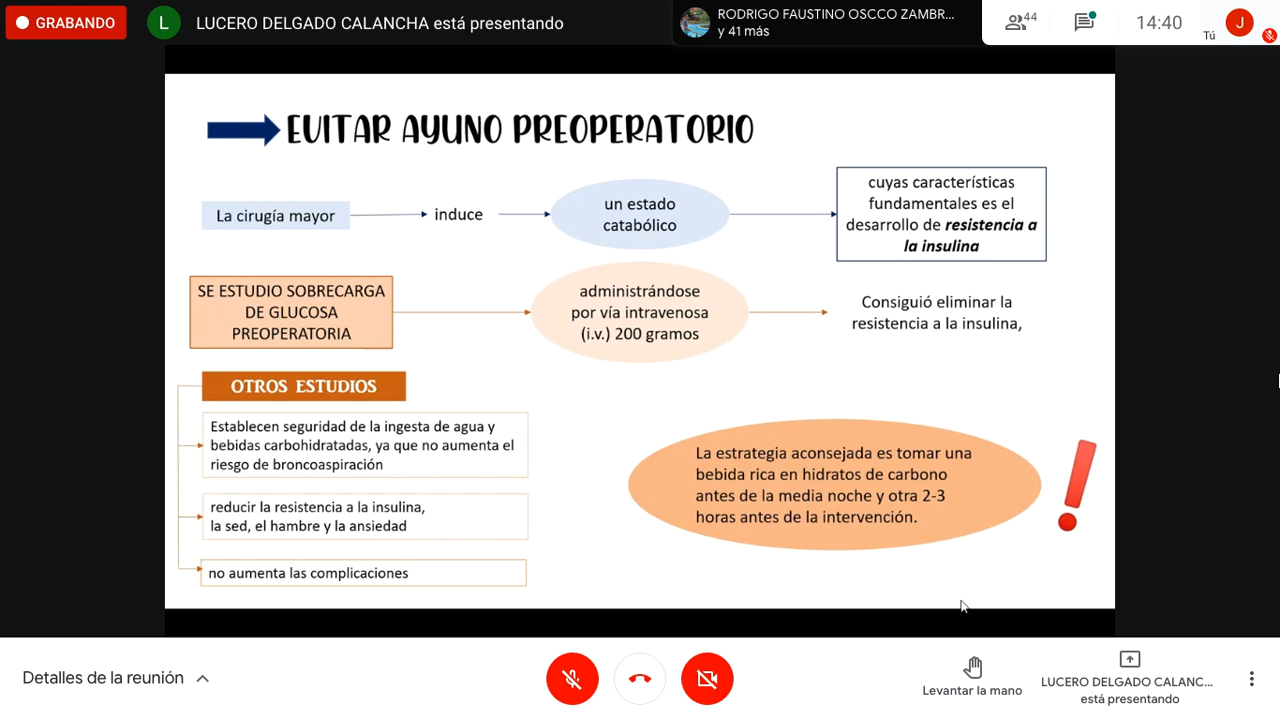 GRABANDO
L
LUCERO DELGADO CALANCHA está presentando
RODRIGO FAUSTINO OSCCO ZAMBR...
y 41 más
44
14:40
Tú
J
EVITAR AYUNO PREOPERATORIO
La cirugía mayor
induce
un estado
catabólico
cuyas características
fundamentales es el
desarrollo de resistencia a
la insulina
SE ESTUDIO SOBRECARGA
DE GLUCOSA
PREOPERATORIA
administrándose
por vía intravenosa
(i.v.) 200 gramos
Consiguió eliminar la
resistencia a la insulina,
OTROS ESTUDIOS
Establecen seguridad de la ingesta de agua y
bebidas carbohidratadas, ya que no aumenta el
riesgo de broncoaspiración
reducir la resistencia a la insulina,
la sed, el hambre y la ansiedad
no aumenta las complicaciones
La estrategia aconsejada es tomar una
bebida rica en hidratos de carbono
antes de la media noche y otra 2-3
horas antes de la intervención.
Detalles de la reunión
Levantar la mano
LUCERO DELGADO CALANC...
está presentando